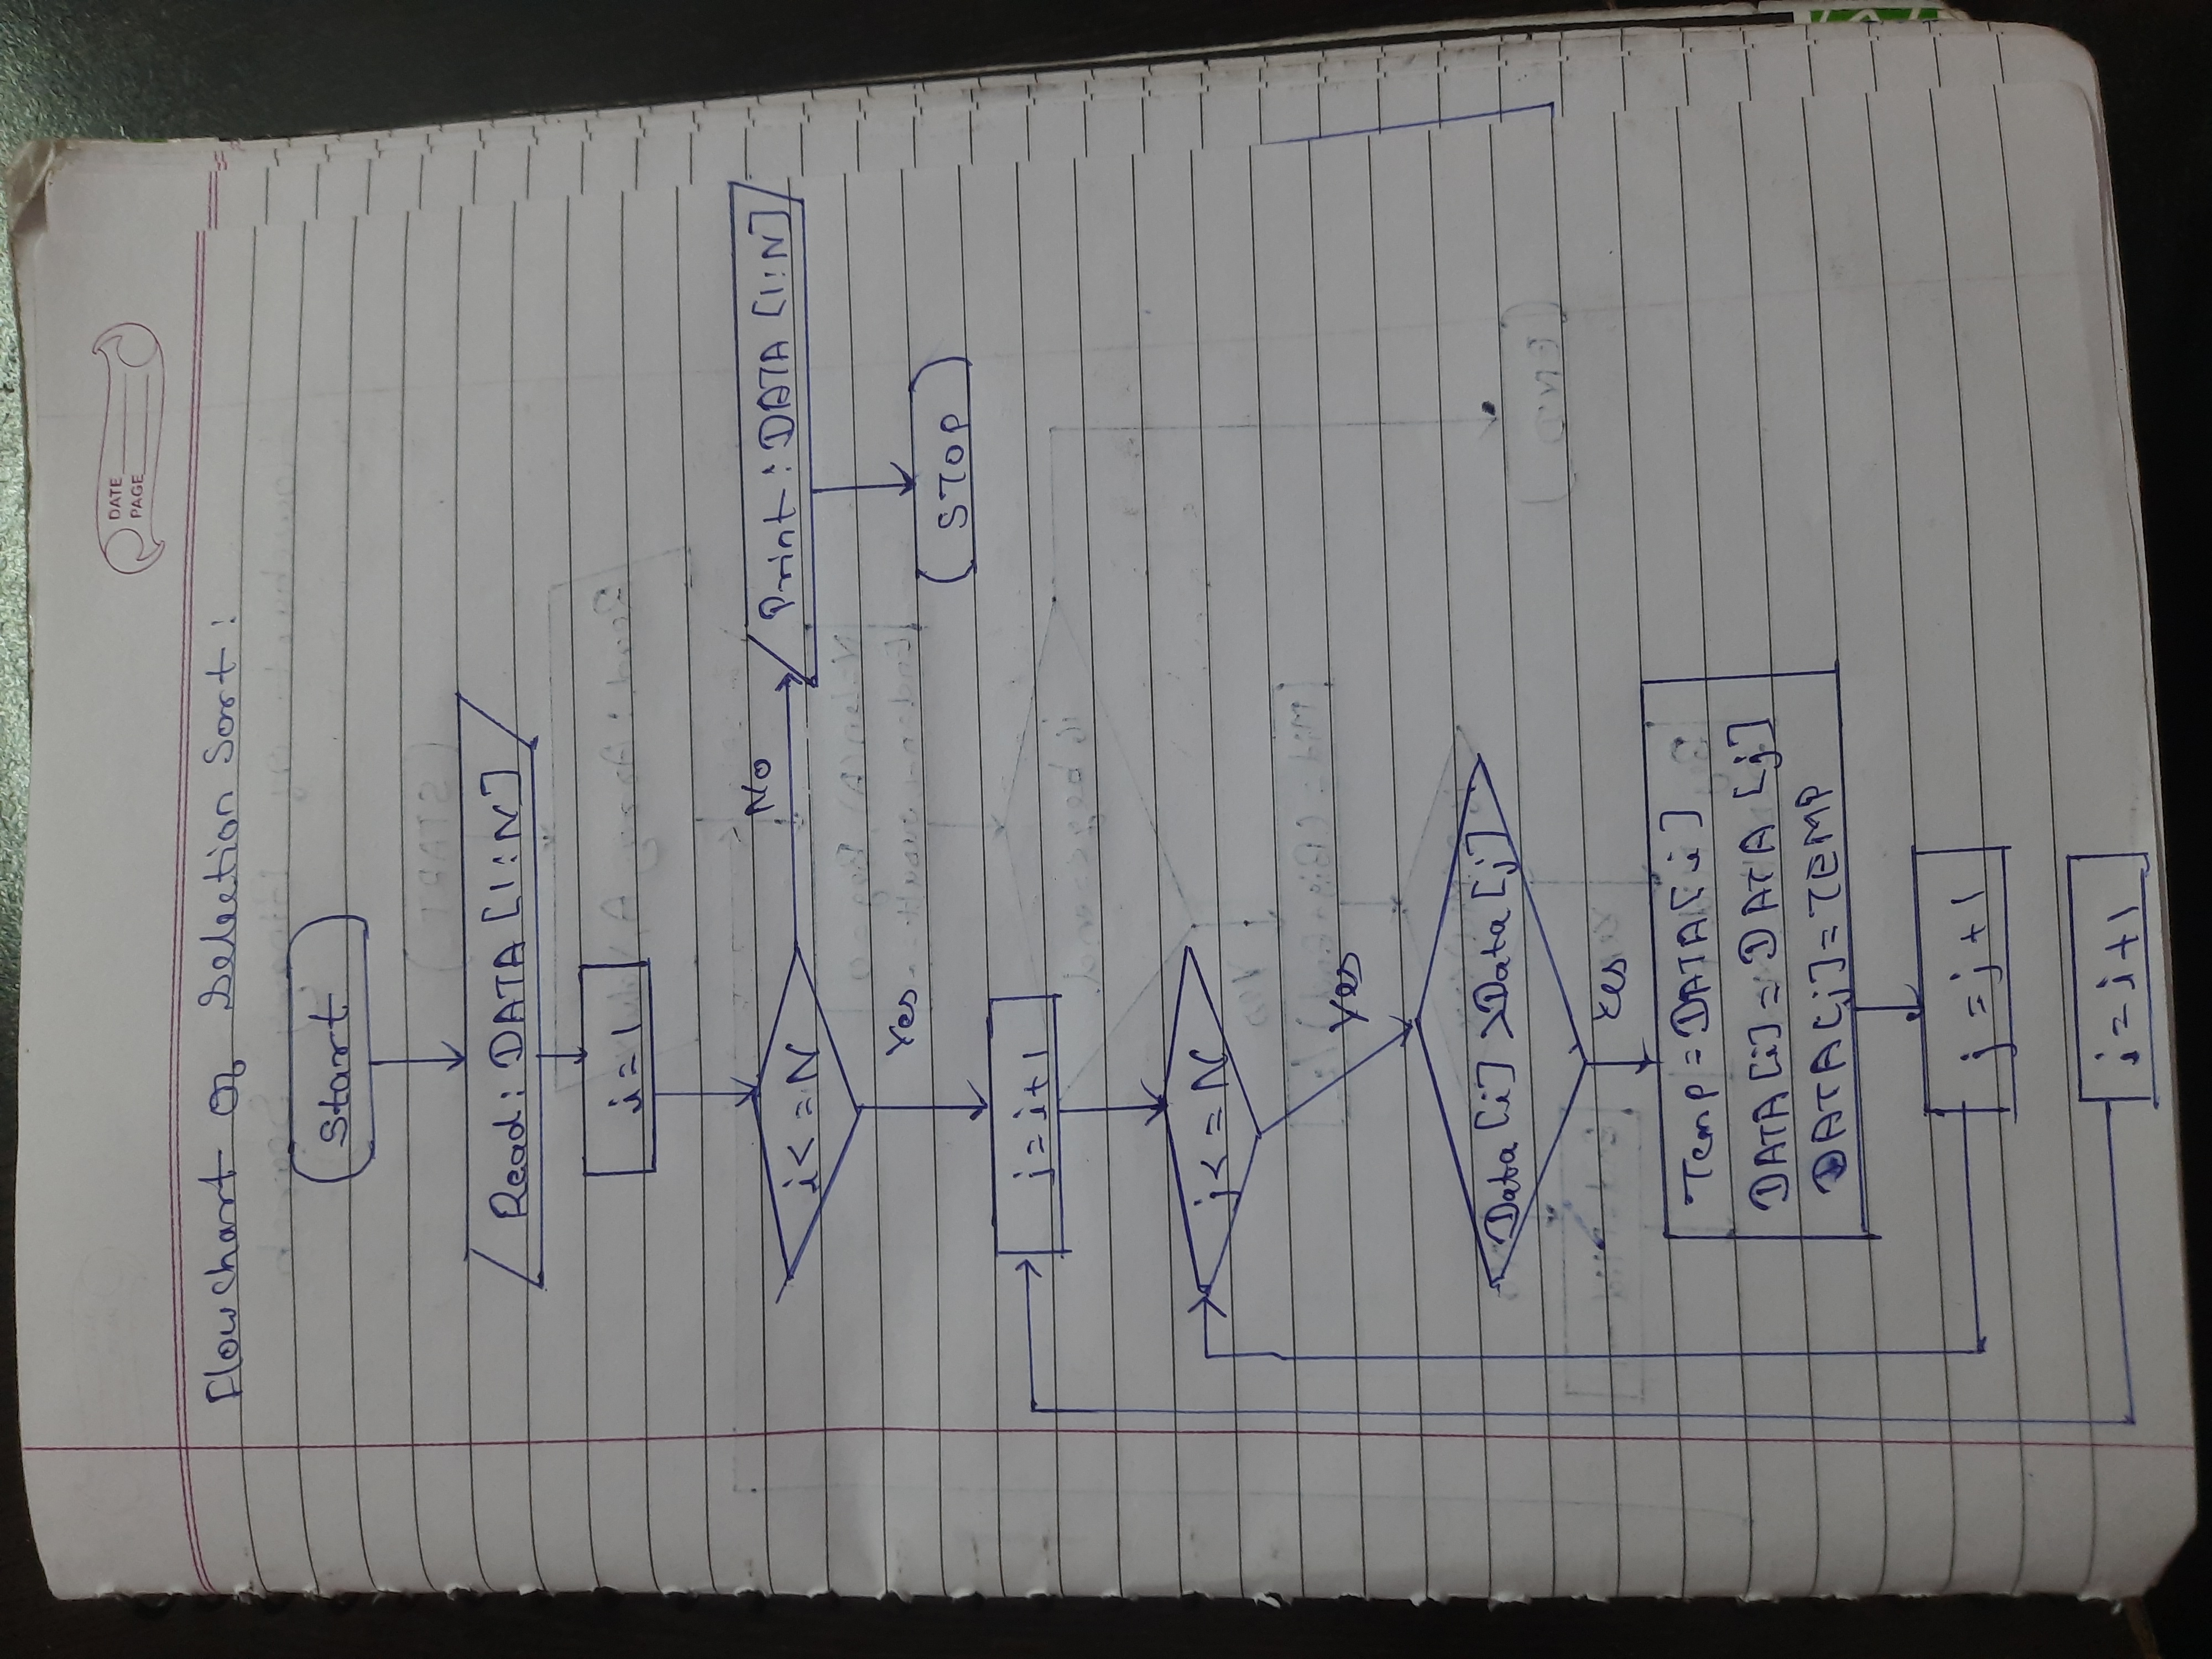 DATE
PAGE
Flowchart of Selection Sort:
Start
Read: DATA [1:N]
i=1
i<=N
No
Print: DATA [1:N]
Yes
STOP
j=i+1
j<=N
Yes
Data [i] >Data [j]
Yes
Temp=DATA[i]
DATA[i]=DATA [j]
DATA[j]=TEMP
j=j+1
i=i+1